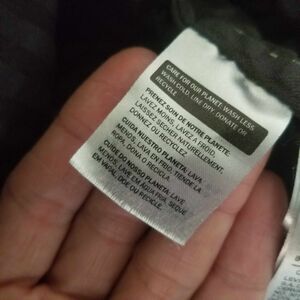 CARE FOR OUR PLANET: WASH LESS,
WASH COLD, LINE DRY, DONATE OR
RECYCLE
PRENEZ SOIN DE NOTRE PLANÈTE:
LAVEZ MOINS, LAVEZ À FROID,
LAISSEZ SÉCHER NATURELLEMENT,
DONNEZ OU RECYCLEZ.
CUIDA NUESTRO PLANETA: LAVA
MENOS, LAVA EN FRÍO, TIENDE LA
ROPA, DONA O RECICLA.
CUIDE DO NOSSO PLANETA: LAVE
MENOS, LAVE EM ÁGUA FRIA, SEQUE
EM VARAL, DOE OU RECICLE.